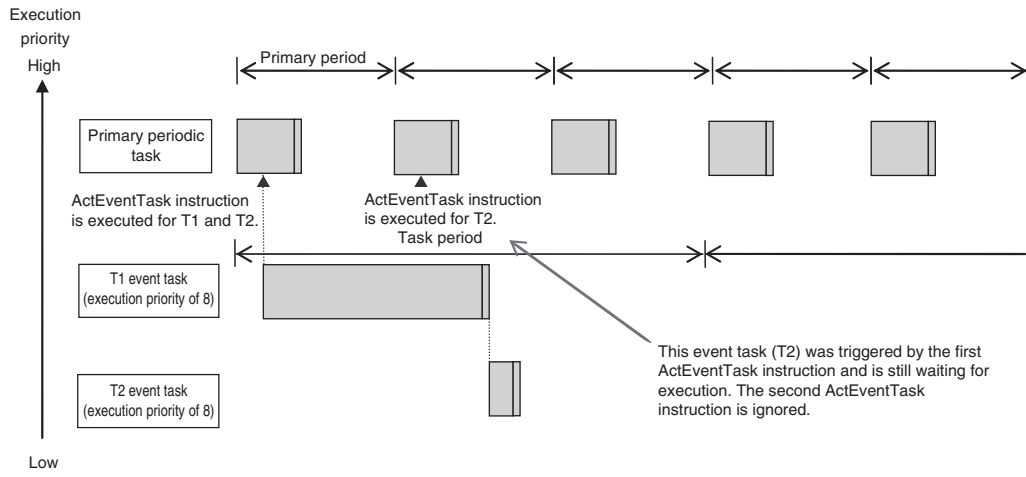 Execution
priority
High
Primary period
Primary periodic
task
ActEventTask instruction
is executed for T1 and T2.
ActEventTask instruction
is executed for T2.
Task period
T1 event task
(execution priority of 8)
This event task (T2) was triggered by the first
ActEventTask instruction and is still waiting for
execution. The second ActEventTask
instruction is ignored.
T2 event task
(execution priority of 8)
Low